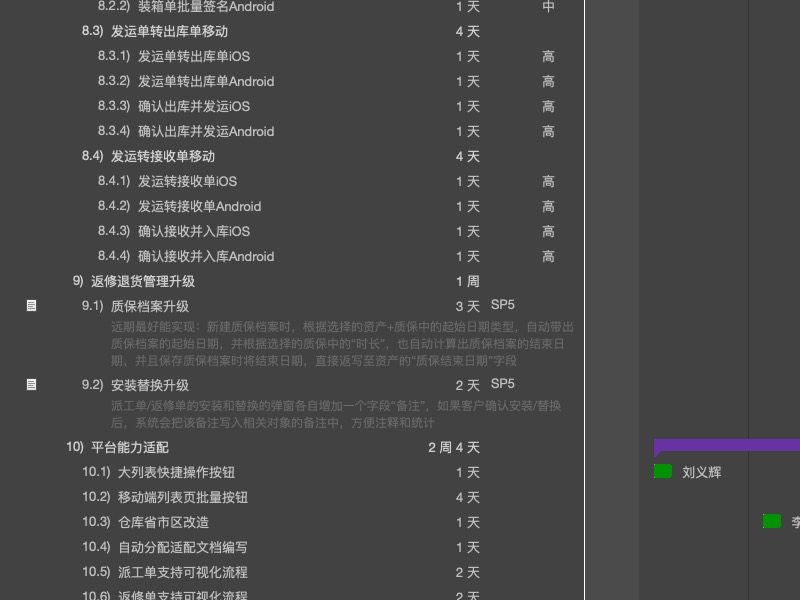 8.2.2) 装箱单批量签名Android 1 天 中
8.3) 发运单转出库单移动 4 天
8.3.1) 发运单转出库单iOS 1 天 高
8.3.2) 发运单转出库单Android 1 天 高
8.3.3) 确认出库并发运iOS 1 天 高
8.3.4) 确认出库并发运Android 1 天 高
8.4) 发运转接收单移动 4 天
8.4.1) 发运转接收单iOS 1 天 高
8.4.2) 发运转接收单Android 1 天 高
8.4.3) 确认接收并入库iOS 1 天 高
8.4.4) 确认接收并入库Android 1 天 高
9) 返修退货管理升级 1 周
9.1) 质保档案升级 3 天 SP5
远期最好能实现：新建质保档案时，根据选择的资产+质保中的起始日期类型，自动带出
质保档案的起始日期，并根据选择的质保中的“时长”，也自动计算出质保档案的结束日
期，并且保存质保档案时将结束日期，直接返写至资产的“质保结束日期”字段
9.2) 安装替换升级 2 天 SP5
派工单/返修单的安装和替换的弹窗各自增加一个字段“备注”，如果客户确认安装/替换
后，系统会把该备注写入相关对象的备注中，方便注释和统计
10) 平台能力适配 2 周 4 天
10.1) 大列表快捷操作按钮 1 天 刘义辉
10.2) 移动端列表页批量按钮 4 天
10.3) 仓库省市区改造 1 天 李
10.4) 自动分配适配文档编写 1 天
10.5) 派工单支持可视化流程 2 天
10.6) 返修单支持可视化流程 2 天